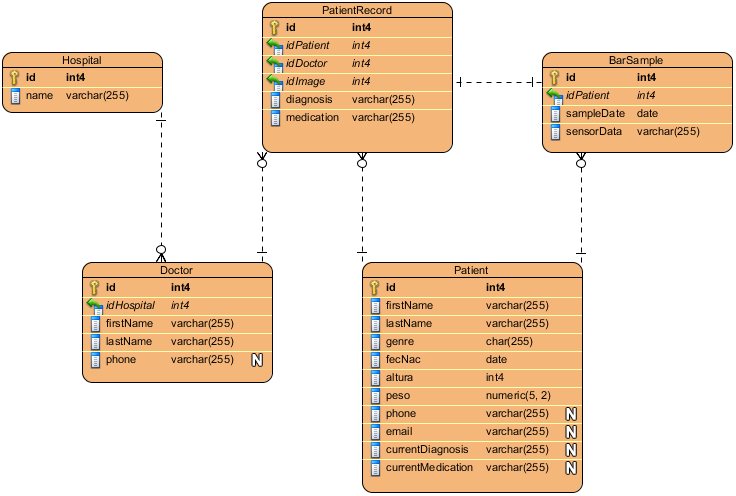 PatientRecord
id int4
idPatient int4
idDoctor int4
idImage int4
diagnosis varchar(255)
medication varchar(255)
Hospital
id int4
name varchar(255)
BarSample
id int4
idPatient int4
sampleDate date
sensorData varchar(255)
Doctor
id int4
idHospital int4
firstName varchar(255)
lastName varchar(255)
phone varchar(255) N
Patient
id int4
firstName varchar(255)
lastName varchar(255)
genre char(255)
fecNac date
altura int4
peso numeric(5, 2)
phone varchar(255) N
email varchar(255) N
currentDiagnosis varchar(255) N
currentMedication varchar(255) N